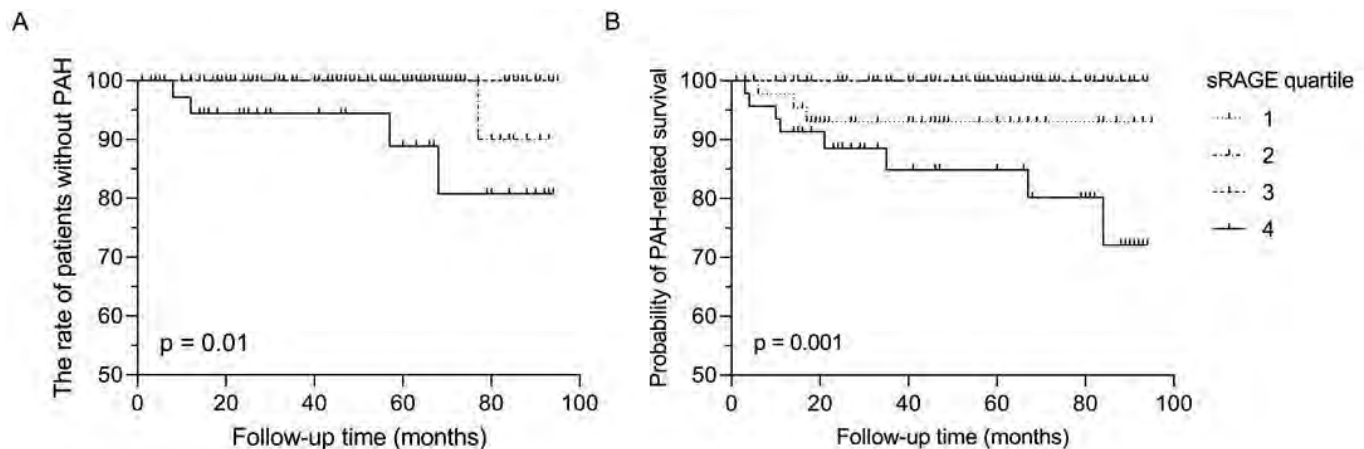 A
The rate of patients without PAH
100
90
80
70
60
50
p = 0.01
0 20 40 60 80 100
Follow-up time (months)
B
Probability of PAH-related survival
100
90
80
70
60
50
p = 0.001
0 20 40 60 80 100
Follow-up time (months)
sRAGE quartile
1
2
3
4